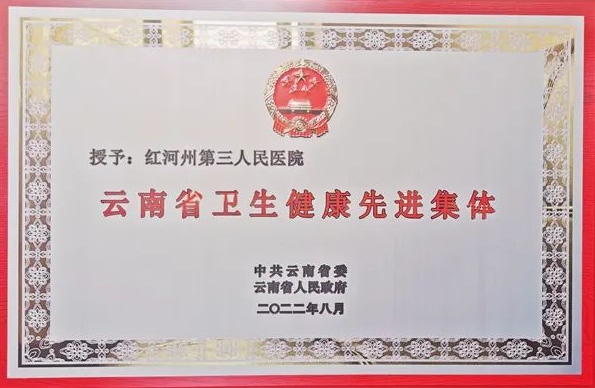 授予：红河州第三人民医院
云南省卫生健康先进集体
中共云南省委
云南省人民政府
二〇二二年八月